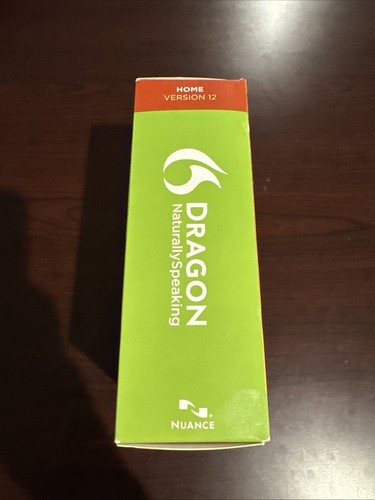 HOME
VERSION 12
DRAGON
NaturallySpeaking
NUANCE